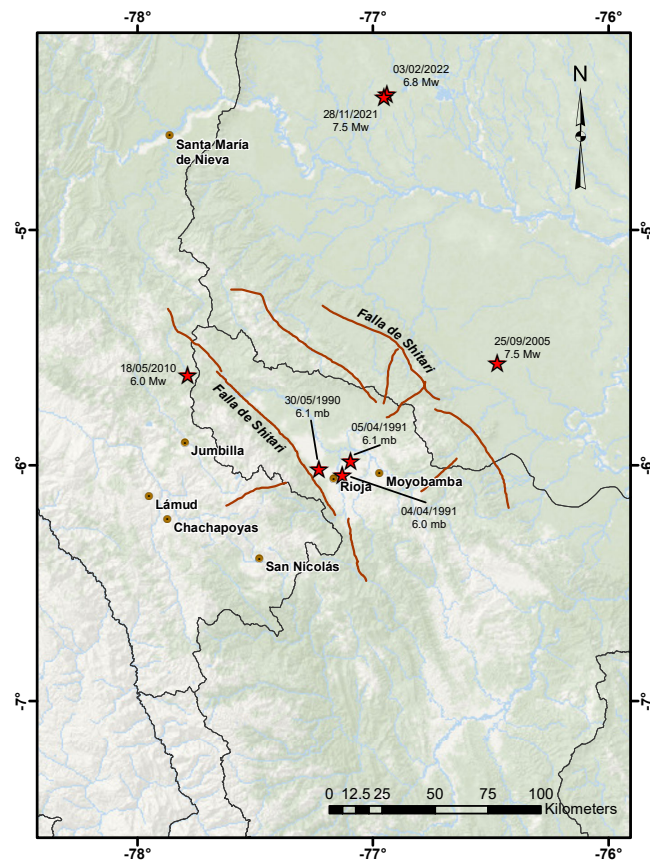 -78
-77
-76
03/02/2022
6.8 Mw
N
28/11/2021
7.5 Mw
Santa María
de Nieva
-5°
-5°
Falla de Shitari
25/09/2005
7.5 Mw
18/05/2010
6.0 Mw
Falla de Shitari
30/05/1990
6.1 mb
05/04/1991
6.1 mb
Jumbilla
-6°
-6°
Rioja
Moyobamba
Lámud
04/04/1991
6.0 mb
Chachapoyas
San Nicolás
-7°
-7°
0 12.5 25 50 75 100
Kilometers
-78
-77
-76